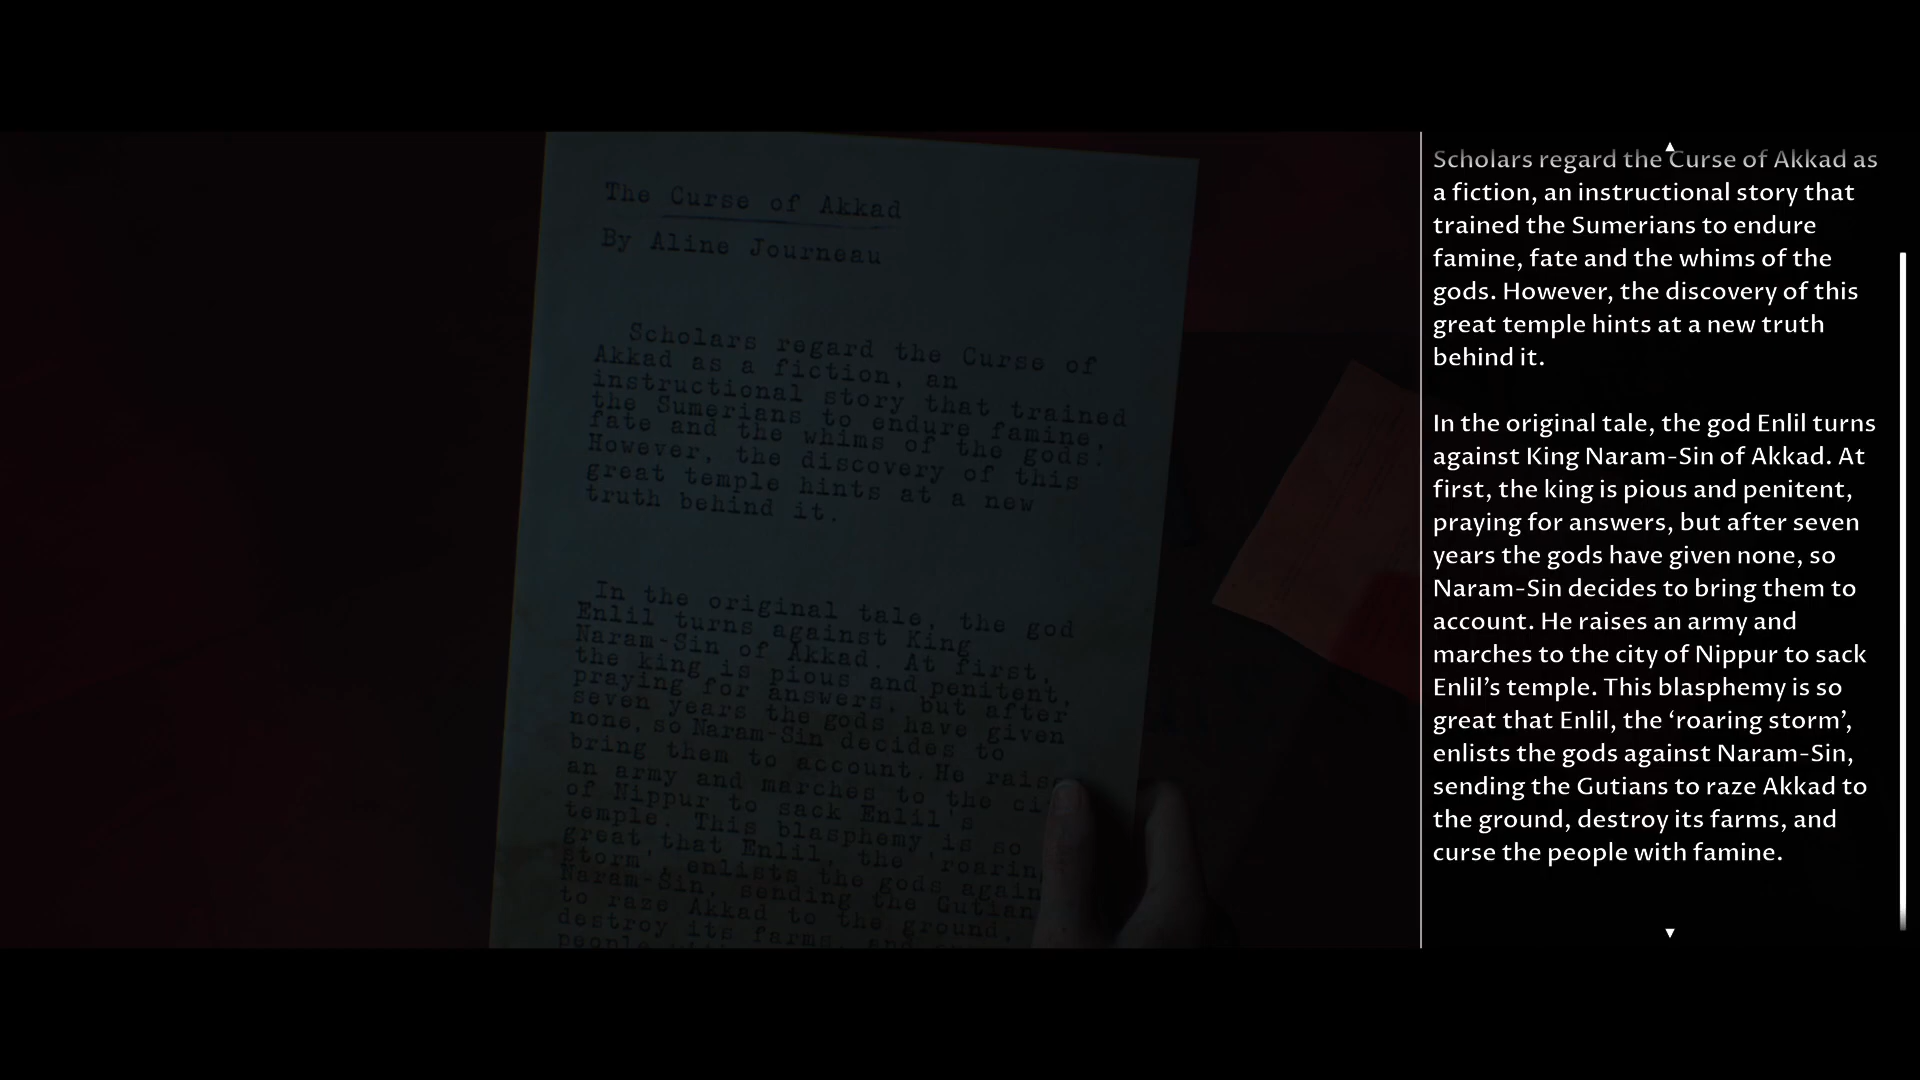 The Curse of Akkad
By Aline Journeau
Scholars regard the Curse of
Akkad as a fiction, an
instructional story that trained
the Sumerians to endure famine,
fate and the whims of the gods.
However, the discovery of this
great temple hints at a new
truth behind it.
In the original tale, the god
Enlil turns against King
Naram-Sin of Akkad. At first,
the king is pious and penitent,
praying for answers, but after
seven years the gods have given
none, so Naram-Sin decides to
bring them to account. He raise
an army and marches to the ci
of Nippur to sack Enlil's
temple. This blasphemy is so
great that Enlil, the 'roarin
storm', enlists the gods again
Naram-Sin, sending the Gutian
to raze Akkad to the ground,
destroy its farms, and
people
Scholars regard the Curse of Akkad as
a fiction, an instructional story that
trained the Sumerians to endure
famine, fate and the whims of the
gods. However, the discovery of this
great temple hints at a new truth
behind it.
In the original tale, the god Enlil turns
against King Naram-Sin of Akkad. At
first, the king is pious and penitent,
praying for answers, but after seven
years the gods have given none, so
Naram-Sin decides to bring them to
account. He raises an army and
marches to the city of Nippur to sack
Enlil’s temple. This blasphemy is so
great that Enlil, the ‘roaring storm’,
enlists the gods against Naram-Sin,
sending the Gutians to raze Akkad to
the ground, destroy its farms, and
curse the people with famine.